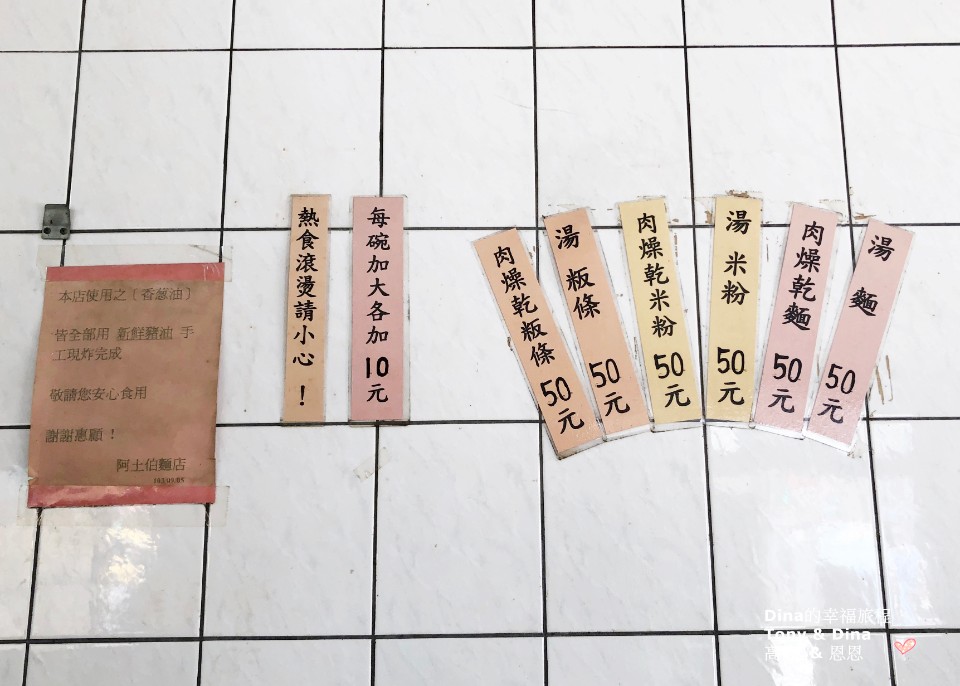 本店使用之〔香葱油〕
皆全部用 新鮮豬油 手
工現炸完成
敬請您安心食用
謝謝惠顧！
阿土伯麵店
熱食滾燙請小心！
每碗加大各加10元
肉燥乾粄條 50元
湯 粄條 50元
肉燥乾米粉 50元
湯 米粉 50元
肉燥乾麵 50元
湯 麵 50元
Dina的幸福旅程
Tony & Dina
& 恩恩